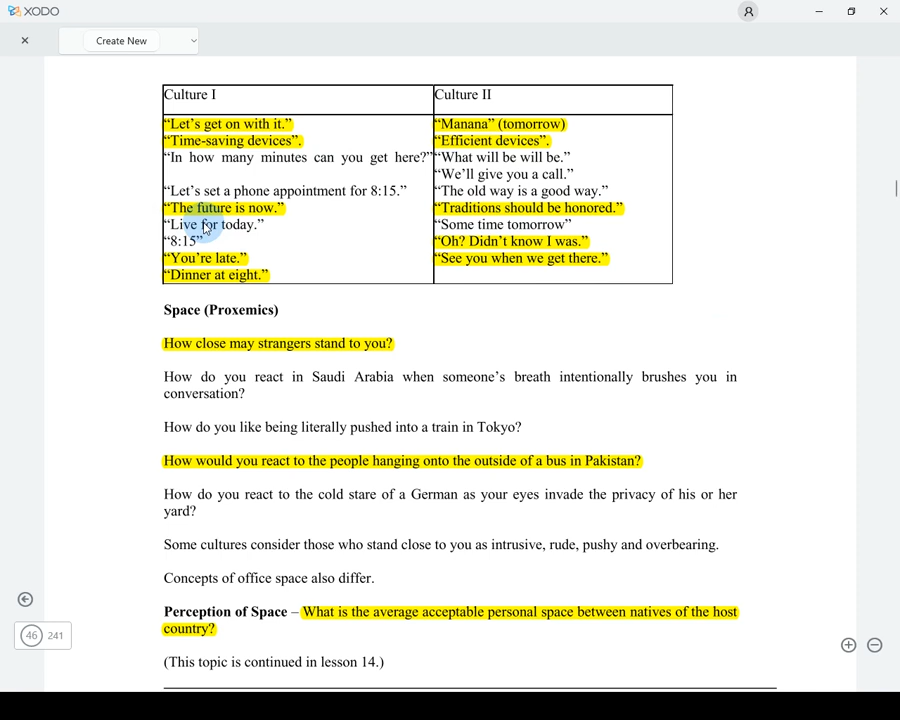 XODO
Create New
Culture I
Culture II
“Let’s get on with it.”
“Time-saving devices”.
“In how many minutes can you get here?”
“Let’s set a phone appointment for 8:15.”
“The future is now.”
“Live for today.”
“8:15”
“You’re late.”
“Dinner at eight.”
“Manana” (tomorrow)
“Efficient devices”.
“What will be will be.”
“We’ll give you a call.”
“The old way is a good way.”
“Traditions should be honored.”
“Some time tomorrow”
“Oh? Didn’t know I was.”
“See you when we get there.”
Space (Proxemics)
How close may strangers stand to you?
How do you react in Saudi Arabia when someone’s breath intentionally brushes you in
conversation?
How do you like being literally pushed into a train in Tokyo?
How would you react to the people hanging onto the outside of a bus in Pakistan?
How do you react to the cold stare of a German as your eyes invade the privacy of his or her
yard?
Some cultures consider those who stand close to you as intrusive, rude, pushy and overbearing.
Concepts of office space also differ.
Perception of Space – What is the average acceptable personal space between natives of the host
country?
46 241
(This topic is continued in lesson 14.)